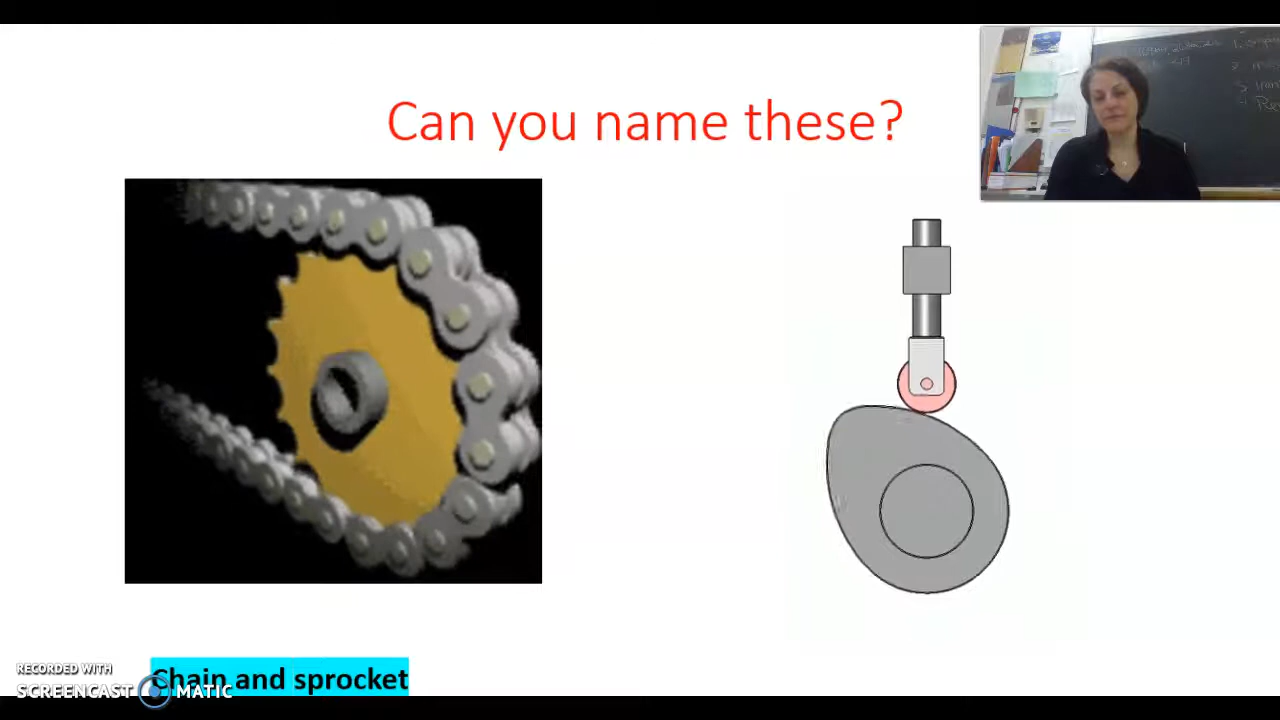 Can you name these?
Chain and sprocket
RECORDED WITH
SCREENCAST MATIC